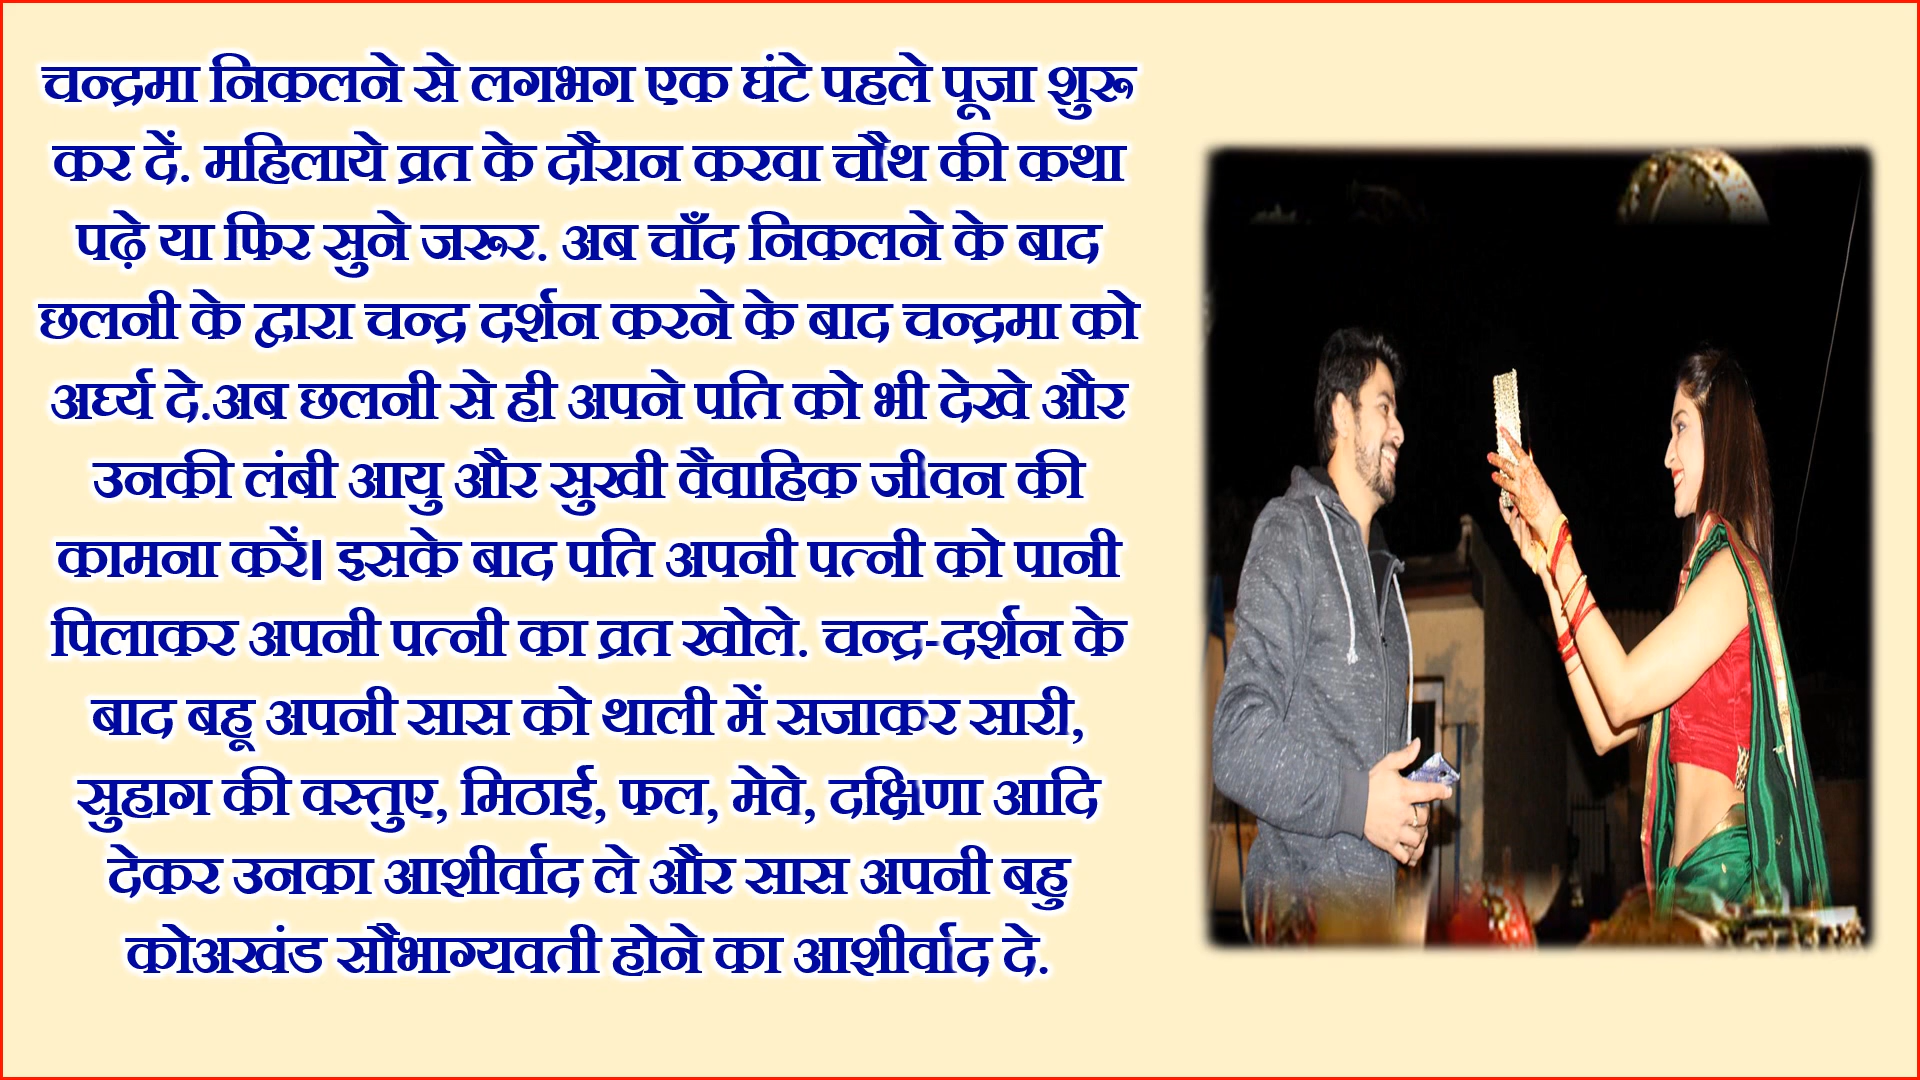 चन्द्रमा निकलने से लगभग एक घंटे पहले पूजा शुरू
कर दें. महिलाये व्रत के दौरान करवा चौथ की कथा
पढ़े या फिर सुने जरूर. अब चाँद निकलने के बाद
छलनी के द्वारा चन्द्र दर्शन करने के बाद चन्द्रमा को
अर्घ्य दे.अब छलनी से ही अपने पति को भी देखे और
उनकी लंबी आयु और सुखी वैवाहिक जीवन की
कामना करें। इसके बाद पति अपनी पत्नी को पानी
पिलाकर अपनी पत्नी का व्रत खोले. चन्द्र-दर्शन के
बाद बहू अपनी सास को थाली में सजाकर सारी,
सुहाग की वस्तुए, मिठाई, फल, मेवे, दक्षिणा आदि
देकर उनका आशीर्वाद ले और सास अपनी बहु
कोअखंड सौभाग्यवती होने का आशीर्वाद दे.